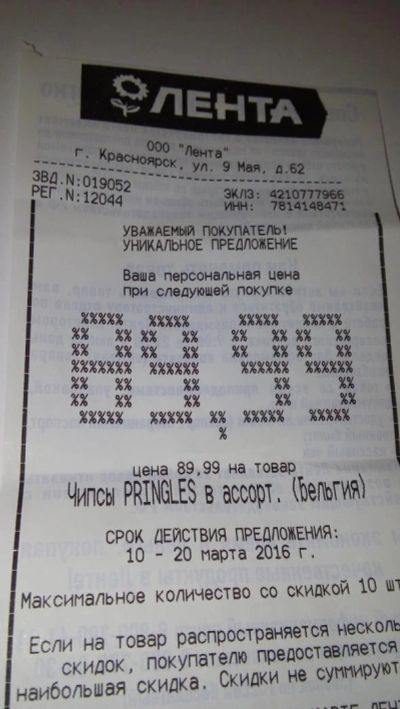 ЛЕНТА
ООО "Лента"
г. Красноярск, ул. 9 Мая, д.62
ЗВД.N:019052
РЕГ.N:12044
ЭКЛЗ: 4210777966
ИНН: 7814148471
УВАЖАЕМЫЙ ПОКУПАТЕЛЬ!
УНИКАЛЬНОЕ ПРЕДЛОЖЕНИЕ
Ваша персональная цена
при следующей покупке
89,99
цена 89,99 на товар
Чипсы PRINGLES в ассорт. (Бельгия)
СРОК ДЕЙСТВИЯ ПРЕДЛОЖЕНИЯ:
10 - 20 марта 2016 г.
Максимальное количество со скидкой 10 шт
Если на товар распространяется несколь
скидок, покупателю предоставляется
наибольшая скидка. Скидки не суммируют